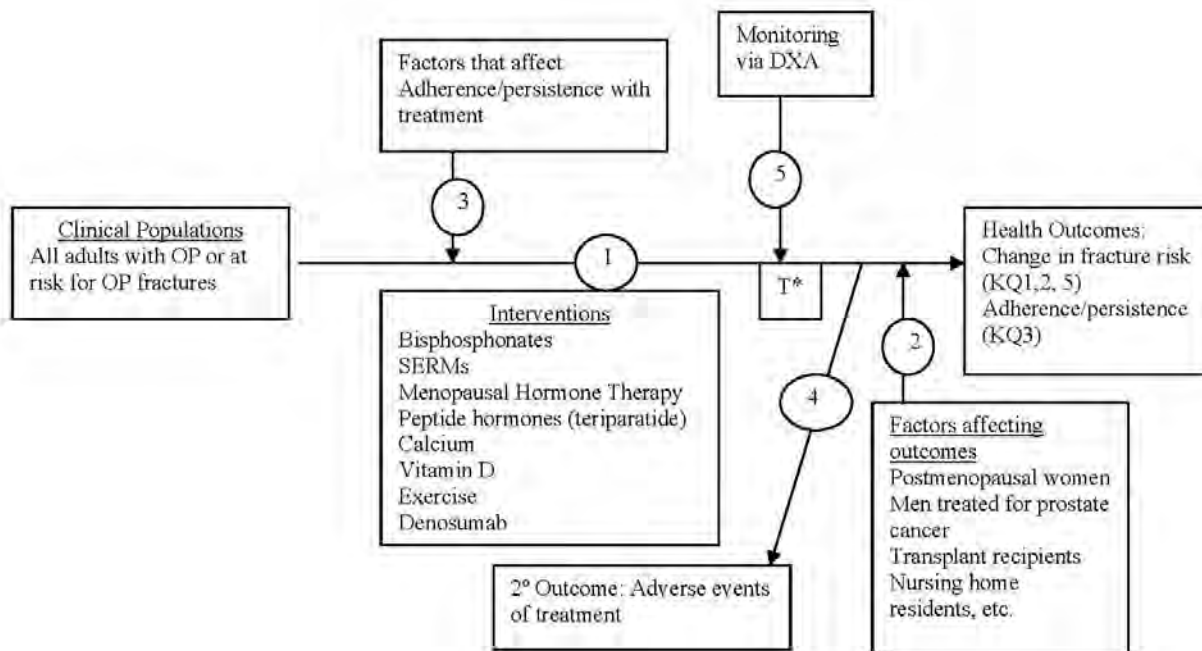 Factors that affect
Adherence/persistence with
treatment
Monitoring
via DXA
3
5
Clinical Populations
All adults with OP or at
risk for OP fractures
1
T*
Health Outcomes:
Change in fracture risk
(KQ1,2, 5)
Adherence/persistence
(KQ3)
Interventions
Bisphosphonates
SERMs
Menopausal Hormone Therapy
Peptide hormones (teriparatide)
Calcium
Vitamin D
Exercise
Denosumab
2
4
Factors affecting
outcomes
Postmenopausal women
Men treated for prostate
cancer
Transplant recipients
Nursing home
residents, etc.
2º Outcome: Adverse events
of treatment